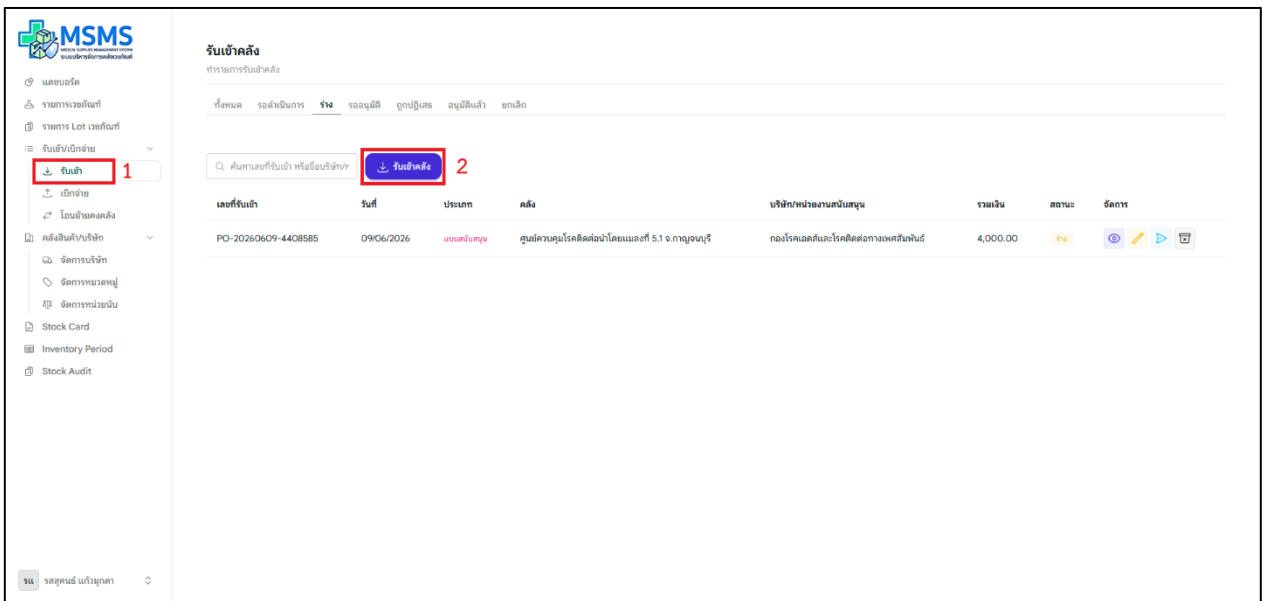 MSMS
MEDICAL SUPPLIES MANAGEMENT SYSTEM
ระบบบริหารจัดการคลังเวชภัณฑ์
แดชบอร์ด
รายการเวชภัณฑ์
รายการ Lot เวชภัณฑ์
รับเข้า/เบิกจ่าย
รับเข้า 1
เบิกจ่าย
โอนย้ายคงคลัง
คลังสินค้า/บริษัท
จัดการบริษัท
จัดการหมวดหมู่
จัดการหน่วยนับ
Stock Card
Inventory Period
Stock Audit
รแ รสสุคนธ์ แก้วมุกดา
รับเข้าคลัง
ทำรายการรับเข้าคลัง
ทั้งหมด รอดำเนินการ ร่าง รออนุมัติ ถูกปฏิเสธ อนุมัติแล้ว ยกเลิก
ค้นหาเลขที่รับเข้า หรือชื่อบริษัท/ห รับเข้าคลัง 2
เลขที่รับเข้า วันที่ ประเภท คลัง บริษัท/หน่วยงานสนับสนุน รวมเงิน สถานะ จัดการ
PO-20260609-4408585 09/06/2026 แบบสนับสนุน ศูนย์ควบคุมโรคติดต่อนำโดยแมลงที่ 5.1 จ.กาญจนบุรี กองโรคเอดส์และโรคติดต่อทางเพศสัมพันธ์ 4,000.00 ร่าง